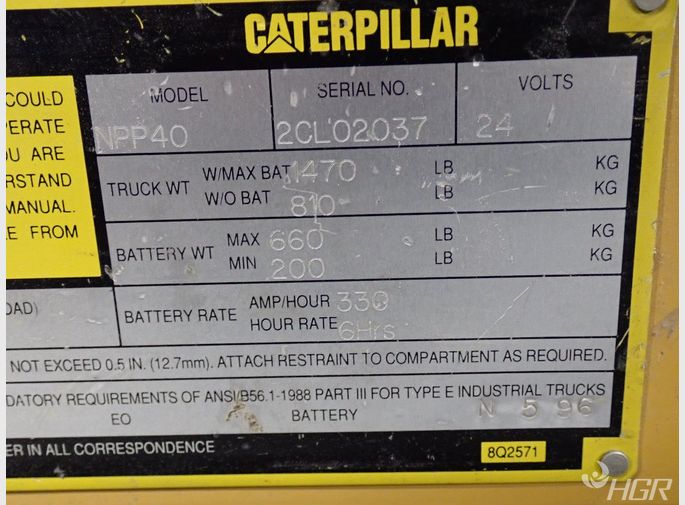 CATERPILLAR
COULD
PERATE
OU ARE
RSTAND
MANUAL.
E FROM
MODEL SERIAL NO. VOLTS
NPP40 2CL02037 24
TRUCK WT W/MAX BAT 1470 LB KG
W/O BAT 810 LB KG
BATTERY WT MAX 660 LB KG
MIN 200 LB KG
OAD) BATTERY RATE AMP/HOUR 330
HOUR RATE 6Hrs
NOT EXCEED 0.5 IN. (12.7mm). ATTACH RESTRAINT TO COMPARTMENT AS REQUIRED.
DATORY REQUIREMENTS OF ANSI/B56.1-1988 PART III FOR TYPE E INDUSTRIAL TRUCKS
EO BATTERY N 5 96
ER IN ALL CORRESPONDENCE
8Q2571
HGR